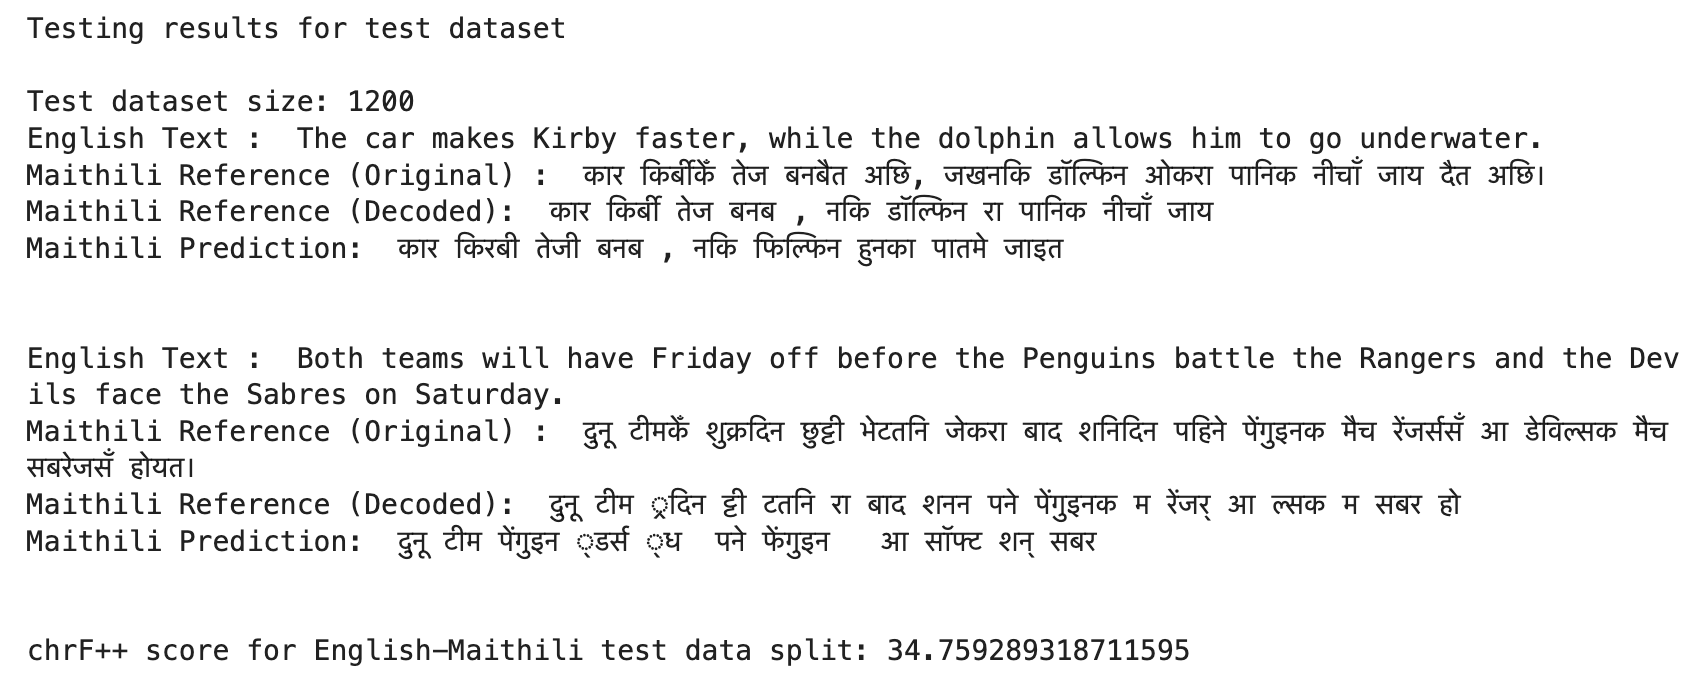 Testing results for test dataset
Test dataset size: 1200
English Text :  The car makes Kirby faster, while the dolphin allows him to go underwater.
Maithili Reference (Original) :  कार किर्बीकेँ तेज बनबैत अछि, जखनकि डॉल्फिन ओकरा पानिक नीचाँ जाय दैत अछि।
Maithili Reference (Decoded):  कार किर्बी तेज बनब , नकि डॉल्फिन रा पानिक नीचाँ जाय
Maithili Prediction:  कार किरबी तेजी बनब , नकि फिल्फिन हुनका पातमे जाइत
English Text :  Both teams will have Friday off before the Penguins battle the Rangers and the Dev
ils face the Sabres on Saturday.
Maithili Reference (Original) :  दुनू टीमकेँ शुक्रदिन छुट्टी भेटतनि जेकरा बाद शनिदिन पहिने पेंगुइनक मैच रेंजर्ससँ आ डेविल्सक मैच
सबरेजसँ होयत।
Maithili Reference (Decoded):  दुनू टीम ्रदिन ट्टी टतनि रा बाद शनन पने पेंगुइनक म रेंजर् आ ल्सक म सबर हो
Maithili Prediction:  दुनू टीम पेंगुइन ्डर्स ्ध  पने फेंगुइन   आ सॉफ्ट शन् सबर
chrF++ score for English-Maithili test data split: 34.759289318711595